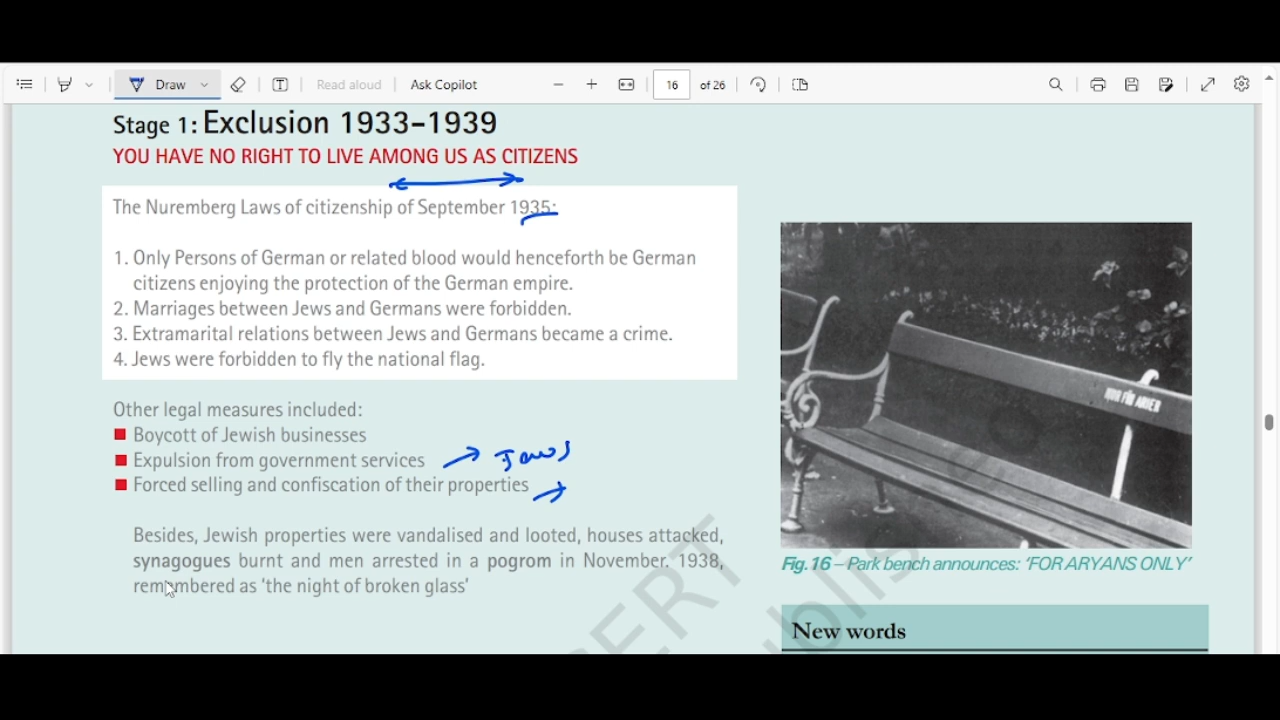 Draw
Read aloud
Ask Copilot
16
of 26
Stage 1: Exclusion 1933–1939
YOU HAVE NO RIGHT TO LIVE AMONG US AS CITIZENS
The Nuremberg Laws of citizenship of September 1935:
1. Only Persons of German or related blood would henceforth be German
citizens enjoying the protection of the German empire.
2. Marriages between Jews and Germans were forbidden.
3. Extramarital relations between Jews and Germans became a crime.
4. Jews were forbidden to fly the national flag.
Other legal measures included:
Boycott of Jewish businesses
Expulsion from government services
Jews
Forced selling and confiscation of their properties
Besides, Jewish properties were vandalised and looted, houses attacked,
synagogues burnt and men arrested in a pogrom in November. 1938,
remembered as ‘the night of broken glass’
NUR FÜR ARIER
Fig.16 – Park bench announces: ‘FOR ARYANS ONLY’
New words